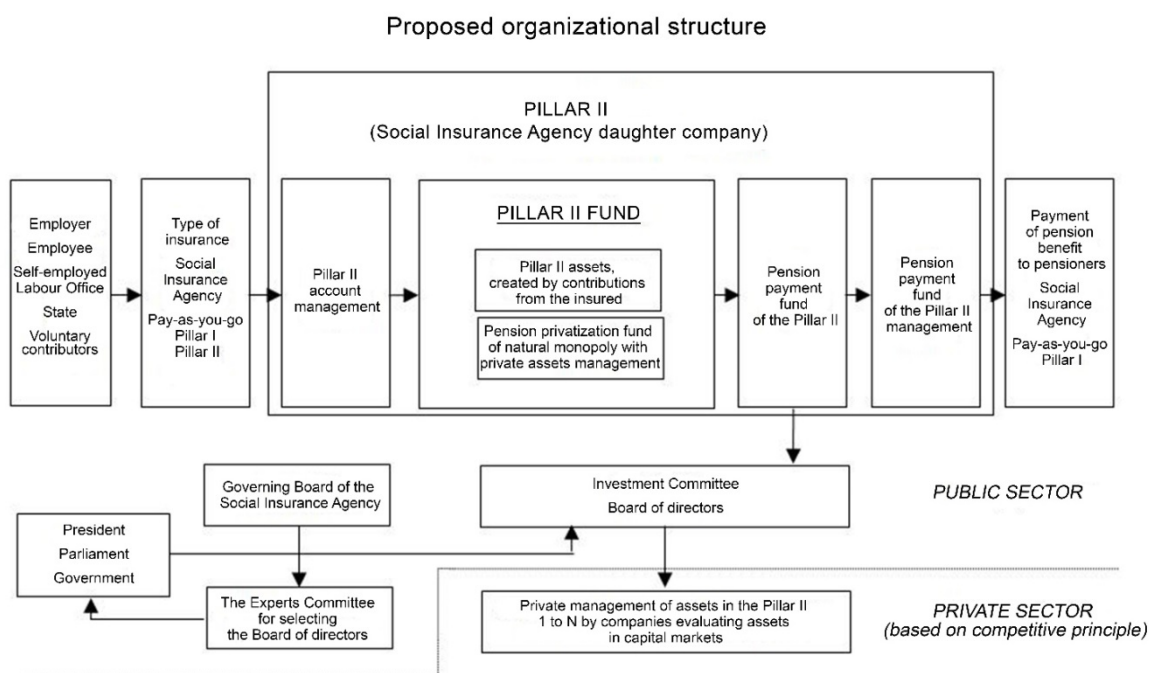 Proposed organizational structure
PILLAR II
(Social Insurance Agency daughter company)
Employer
Employee
Self-employed
Labour Office
State
Voluntary
contributors
Type of
insurance
Social
Insurance
Agency
Pay-as-you-go
Pillar I
Pillar II
Pillar II
account
management
PILLAR II FUND
Pillar II assets,
created by contributions
from the insured
Pension privatization fund
of natural monopoly with
private assets management
Pension
payment
fund
of the Pillar II
Pension
payment
fund
of the Pillar II
management
Payment
of pension
benefit
to pensioners
Social
Insurance
Agency
Pay-as-you-go
Pillar I
Governing Board of the
Social Insurance Agency
Investment Committee
Board of directors
PUBLIC SECTOR
President
Parliament
Government
The Experts Committee
for selecting
the Board of directors
Private management of assets in the Pillar II
1 to N by companies evaluating assets
in capital markets
PRIVATE SECTOR
(based on competitive principle)